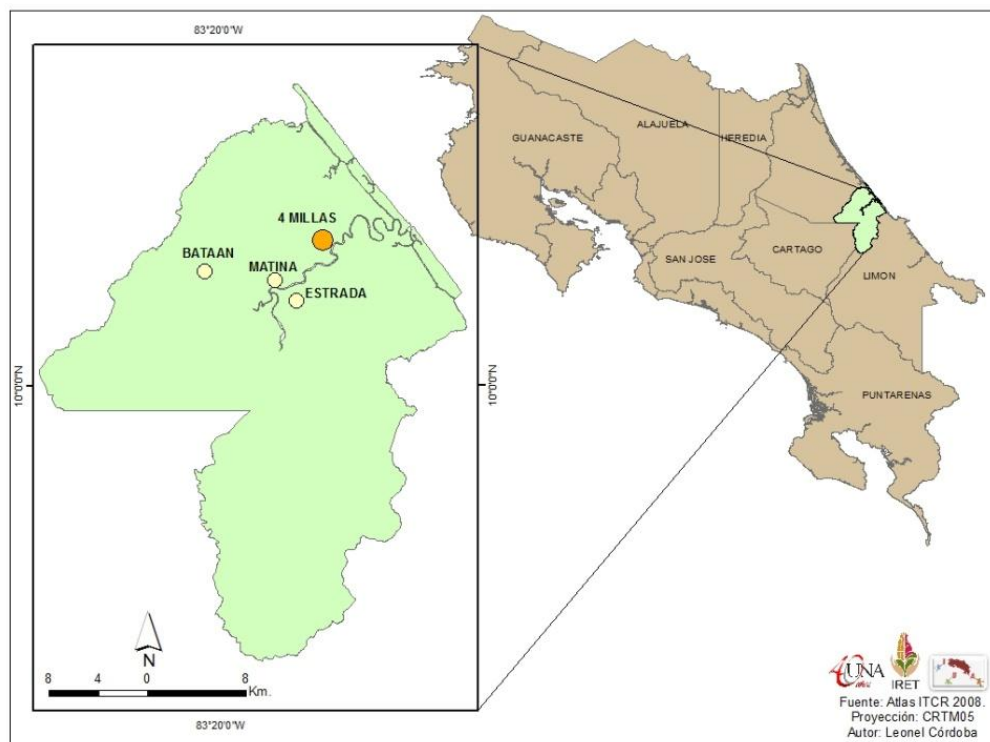 83°20'0"W
4 MILLAS
BATAAN
MATINA
ESTRADA
10°0'0"N
10°0'0"N
N
8 4 0 8
Km.
83°20'0"W
ALAJUELA
HEREDIA
GUANACASTE
CARTAGO
SAN JOSE
LIMON
PUNTARENAS
UNA
IRET
Fuente: Atlas ITCR 2008.
Proyección: CRTM05
Autor: Leonel Córdoba